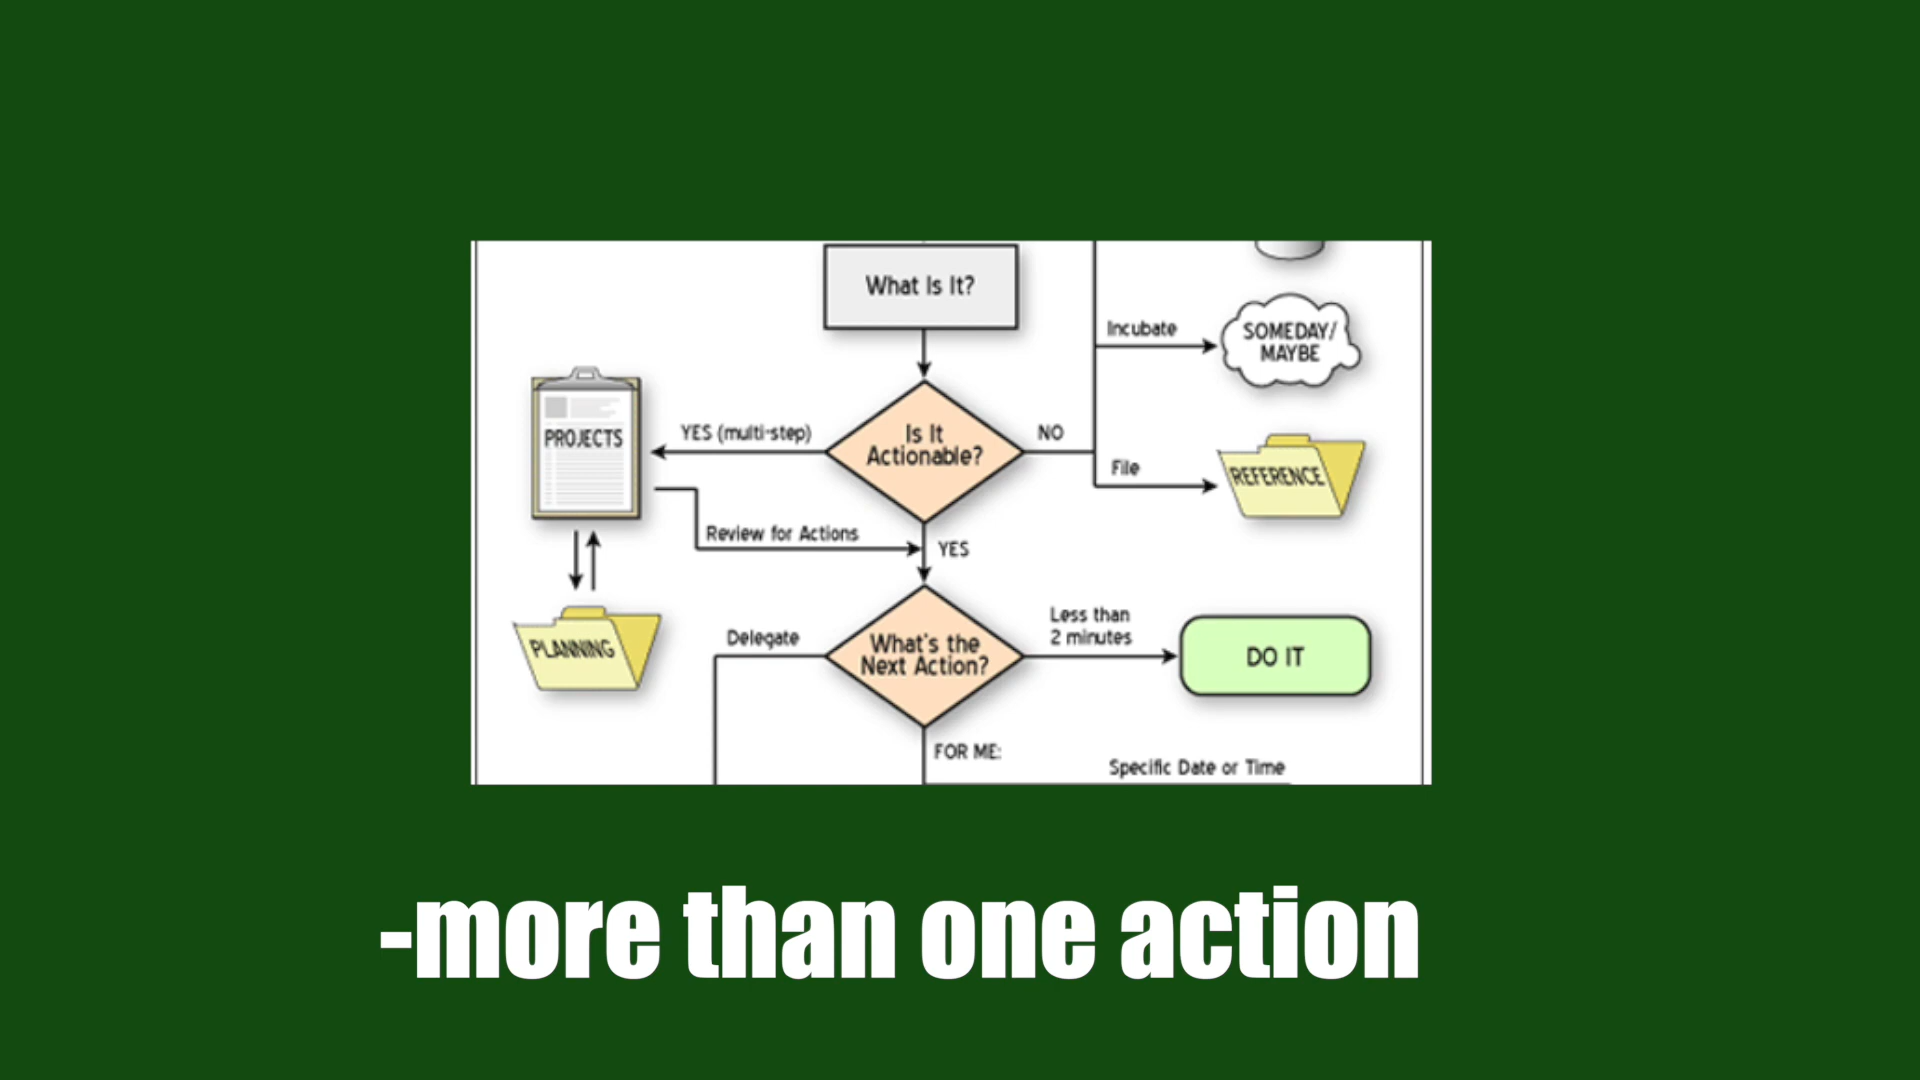 What Is It?
Incubate
SOMEDAY/
MAYBE
PROJECTS
YES (multi-step)
Is It
Actionable?
NO
File
REFERENCE
Review for Actions
YES
PLANNING
Delegate
What's the
Next Action?
Less than
2 minutes
DO IT
FOR ME:
Specific Date or Time
-more than one action